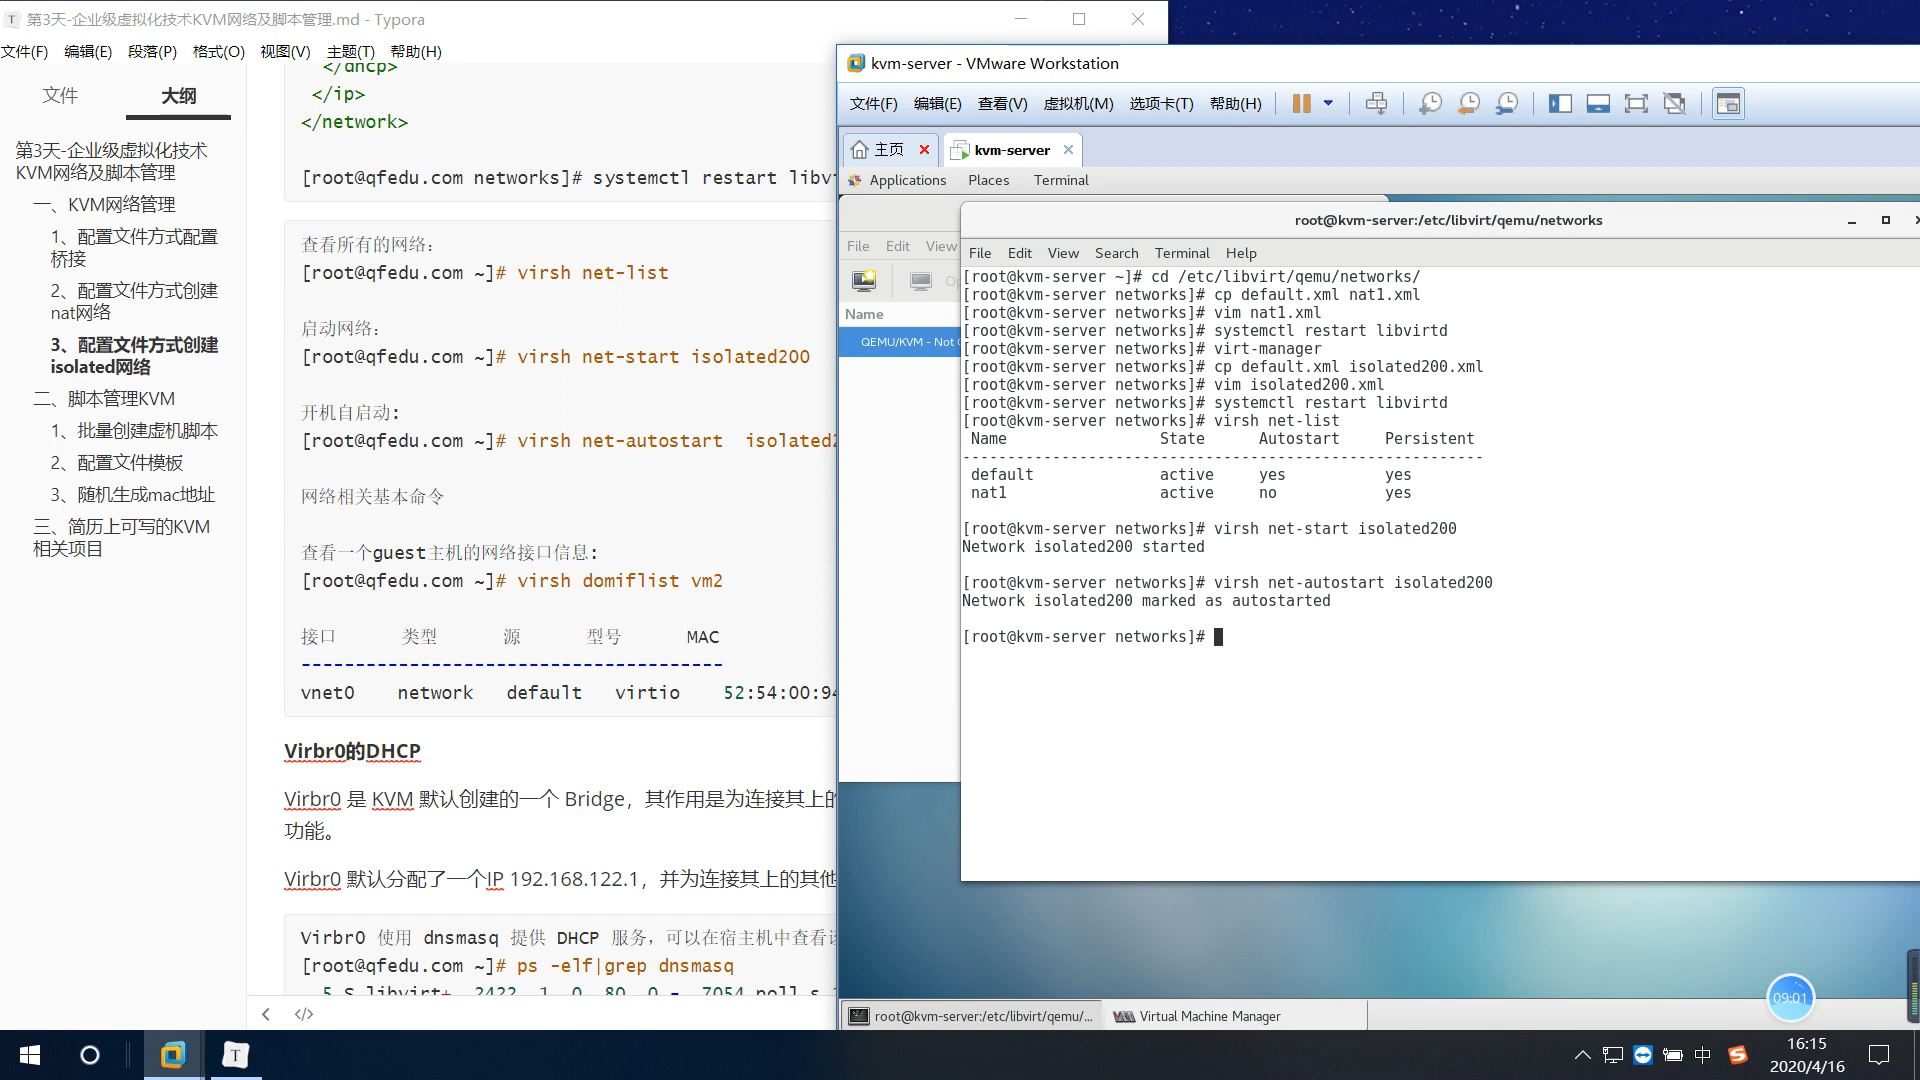 第3天-企业级虚拟化技术KVM网络及脚本管理.md - Typora
文件(F) 编辑(E) 段落(P) 格式(O) 视图(V) 主题(T) 帮助(H)
文件 大纲
第3天-企业级虚拟化技术
KVM网络及脚本管理
一、KVM网络管理
1、配置文件方式配置
桥接
2、配置文件方式创建
nat网络
3、配置文件方式创建
isolated网络
二、脚本管理KVM
1、批量创建虚机脚本
2、配置文件模板
3、随机生成mac地址
三、简历上可写的KVM
相关项目
</dhcp>
</ip>
</network>
[root@qfedu.com networks]# systemctl restart libv
查看所有的网络：
[root@qfedu.com ~]# virsh net-list
启动网络：
[root@qfedu.com ~]# virsh net-start isolated200
开机自启动：
[root@qfedu.com ~]# virsh net-autostart  isolated2
网络相关基本命令
查看一个guest主机的网络接口信息：
[root@qfedu.com ~]# virsh domiflist vm2
接口 类型 源 型号 MAC
---------------------------------------
vnet0 network default virtio 52:54:00:94
Virbr0的DHCP
Virbr0 是 KVM 默认创建的一个 Bridge，其作用是为连接其上的
功能。
Virbr0 默认分配了一个IP 192.168.122.1，并为连接其上的其他
Virbr0 使用 dnsmasq 提供 DHCP 服务，可以在宿主机中查看该
[root@qfedu.com ~]# ps -elf|grep dnsmasq
5 S libvirt+ 2422 1 0 80 0 - 7054 poll_s
</>
kvm-server - VMware Workstation
文件(F) 编辑(E) 查看(V) 虚拟机(M) 选项卡(T) 帮助(H)
主页 kvm-server
Applications Places Terminal
File Edit View
Name
QEMU/KVM - Not
root@kvm-server:/etc/libvirt/qemu/networks
File Edit View Search Terminal Help
[root@kvm-server ~]# cd /etc/libvirt/qemu/networks/
[root@kvm-server networks]# cp default.xml nat1.xml
[root@kvm-server networks]# vim nat1.xml
[root@kvm-server networks]# systemctl restart libvirtd
[root@kvm-server networks]# virt-manager
[root@kvm-server networks]# cp default.xml isolated200.xml
[root@kvm-server networks]# vim isolated200.xml
[root@kvm-server networks]# systemctl restart libvirtd
[root@kvm-server networks]# virsh net-list
Name State Autostart Persistent
----------------------------------------------------------
default active yes yes
nat1 active no yes
[root@kvm-server networks]# virsh net-start isolated200
Network isolated200 started
[root@kvm-server networks]# virsh net-autostart isolated200
Network isolated200 marked as autostarted
[root@kvm-server networks]#
09:01
root@kvm-server:/etc/libvirt/qemu/... Virtual Machine Manager
中
16:15
2020/4/16